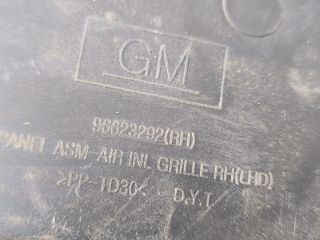 GM
96623292(RH)
PANEL ASM-AIR INL GRILLE RH(LHD)
>PP-TD30< D.Y.T